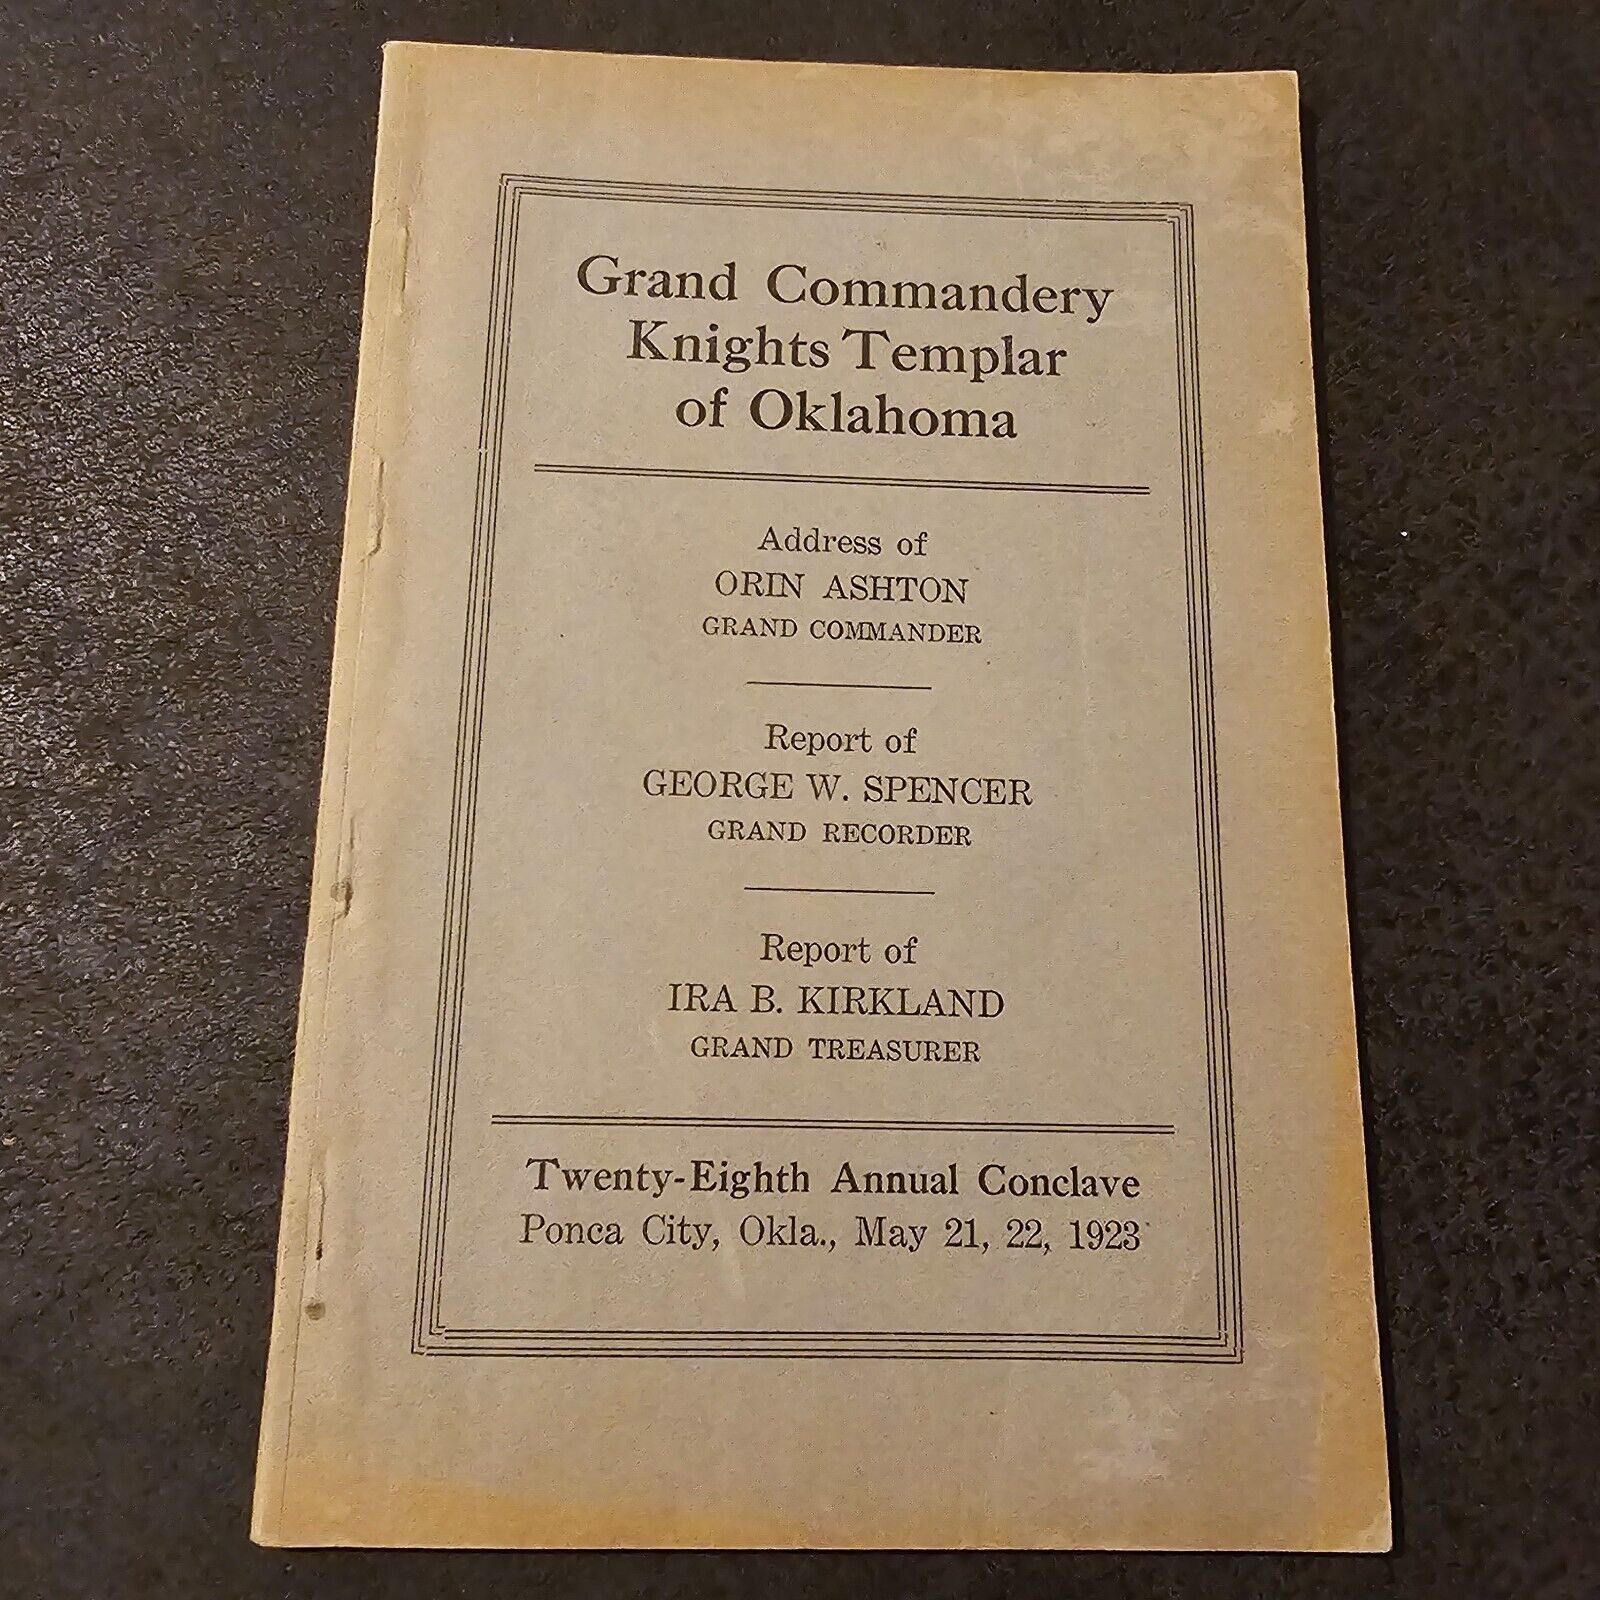 Grand Commandery
Knights Templar
of Oklahoma
Address of
ORIN ASHTON
GRAND COMMANDER
Report of
GEORGE W. SPENCER
GRAND RECORDER
Report of
IRA B. KIRKLAND
GRAND TREASURER
Twenty-Eighth Annual Conclave
Ponca City, Okla., May 21, 22, 1923